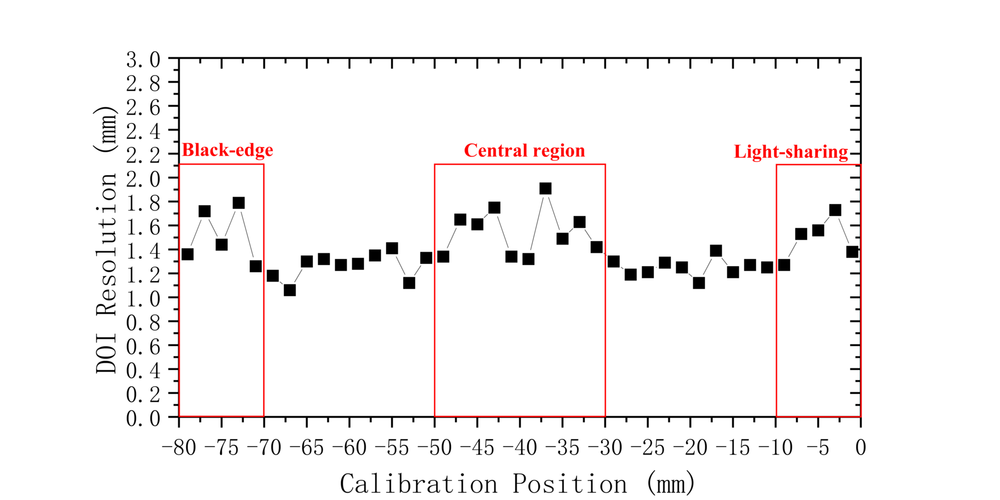 3.0
2.8
2.6
2.4
2.2
2.0
1.8
1.6
1.4
1.2
1.0
0.8
0.6
0.4
0.2
0.0
DOI Resolution (mm)
Black-edge
Central region
Light-sharing
-80 -75 -70 -65 -60 -55 -50 -45 -40 -35 -30 -25 -20 -15 -10 -5 0
Calibration Position (mm)